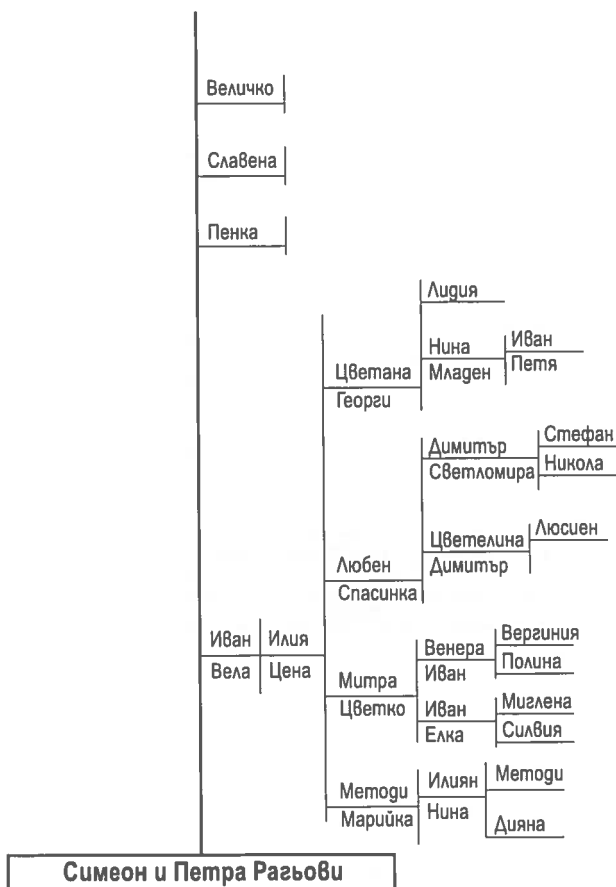 Величко
Славена
Пенка
Лидия
Нина
Младен
Иван
Петя
Цветана
Георги
Димитър
Светломира
Стефан
Никола
Цветелина
Димитър
Люсиен
Любен
Спасинка
Иван
Вела
Илия
Цена
Венера
Иван
Вергиния
Полина
Митра
Цветко
Иван
Елка
Миглена
Силвия
Методи
Марийка
Илиян
Нина
Методи
Дияна
Симеон и Петра Рагьови